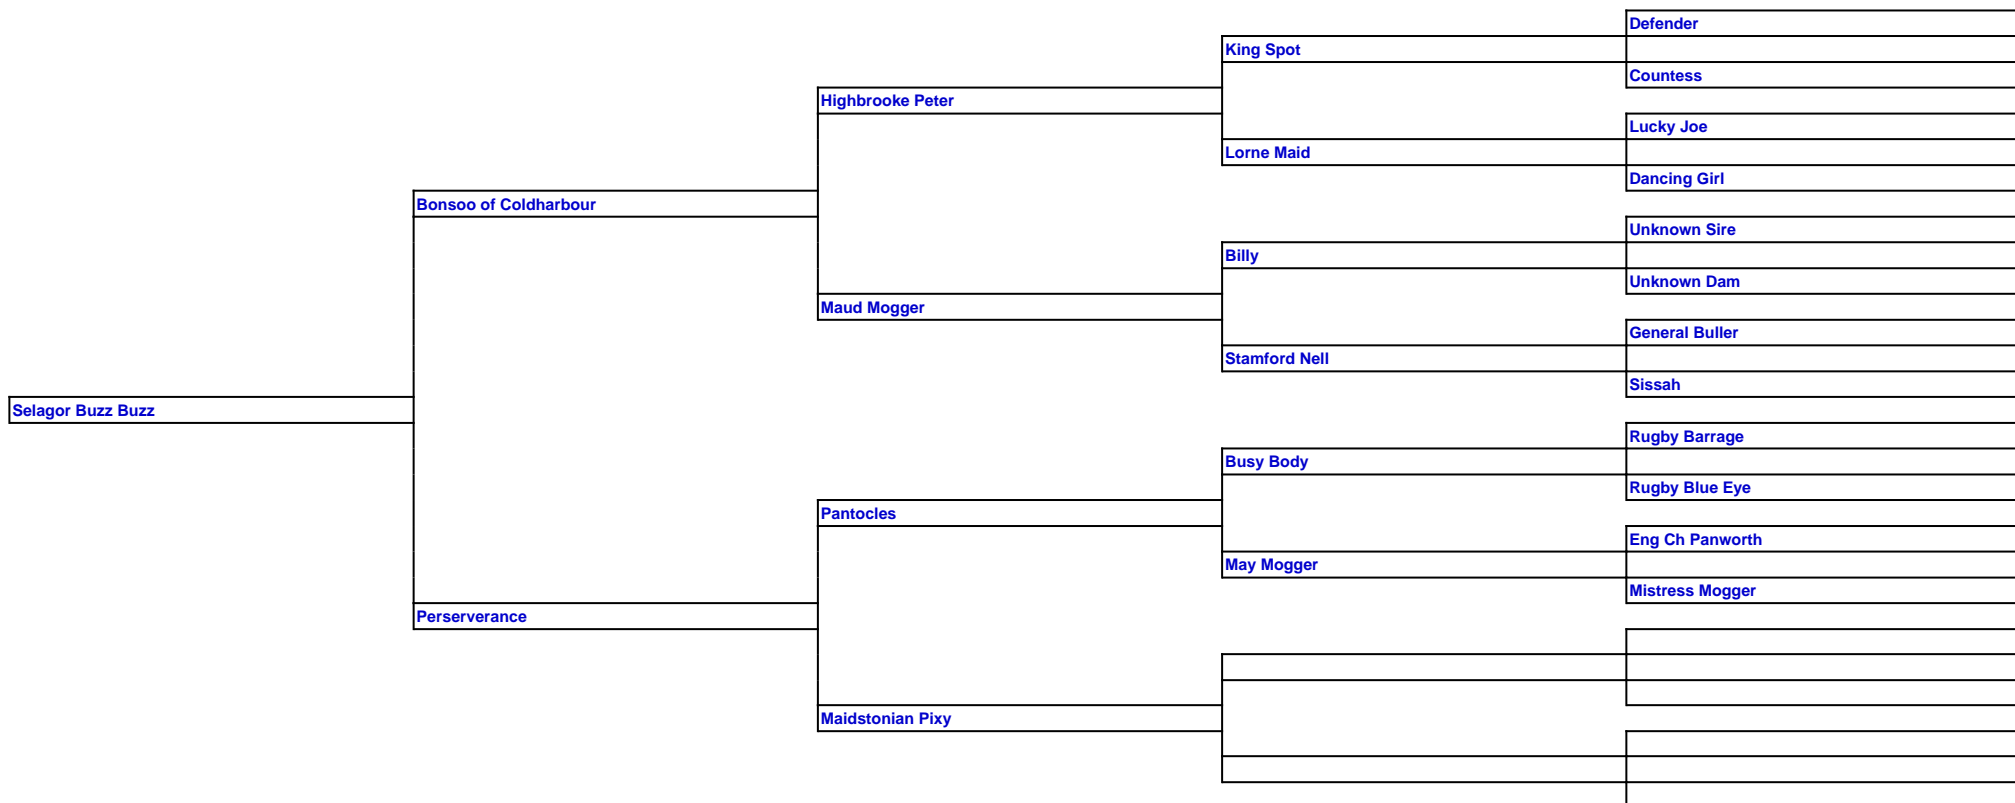 Defender
King Spot
Countess
Highbrooke Peter
Lucky Joe
Lorne Maid
Dancing Girl
Bonsoo of Coldharbour
Unknown Sire
Billy
Unknown Dam
Maud Mogger
General Buller
Stamford Nell
Sissah
Selagor Buzz Buzz
Rugby Barrage
Busy Body
Rugby Blue Eye
Pantocles
Eng Ch Panworth
May Mogger
Mistress Mogger
Perserverance
Maidstonian Pixy